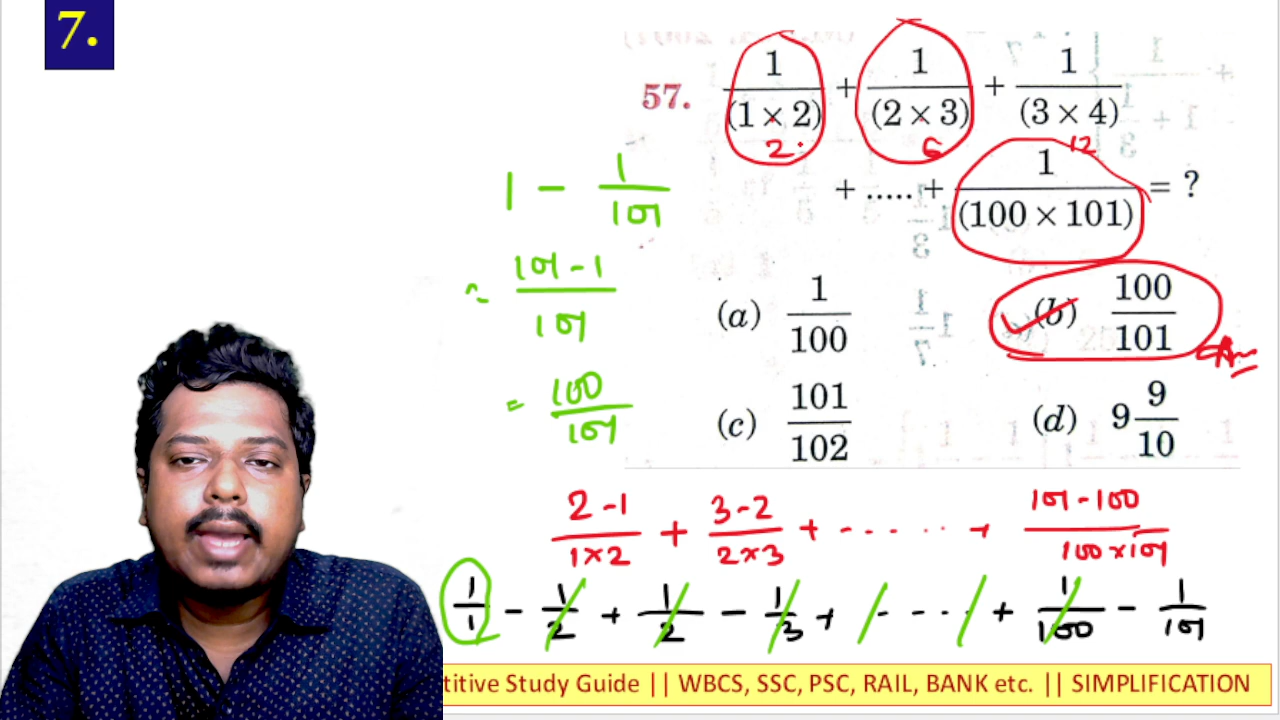 7.
57. 1/(1 × 2) + 1/(2 × 3) + 1/(3 × 4)
2 6 12
+ ..... + 1/(100 × 101) = ?
(a) 1/100 (b) 100/101
Ans
(c) 101/102 (d) 9 9/10
1 - 1/101
= 101 - 1/101
= 100/101
2 - 1/1 × 2 + 3 - 2/2 × 3 + ...... + 101 - 100/100 × 101
1/1 - 1/2 + 1/2 - 1/3 + .... + 1/100 - 1/101
titive Study Guide || WBCS, SSC, PSC, RAIL, BANK etc. || SIMPLIFICATION